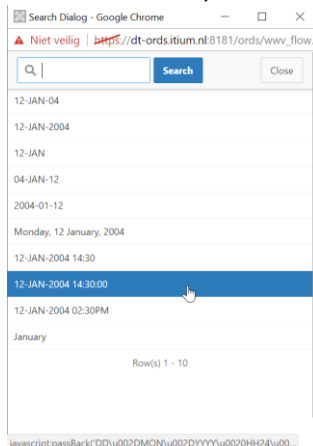 Search Dialog - Google Chrome
Niet veilig | https://dt-ords.itium.nl:8181/ords/wwv_flow.
Search
Close
12-JAN-04
12-JAN-2004
12-JAN
04-JAN-12
2004-01-12
Monday, 12 January, 2004
12-JAN-2004 14:30
12-JAN-2004 14:30:00
12-JAN-2004 02:30PM
January
Row(s) 1 - 10
javascript:passBack('DD\u002DMON\u002DYYYY\u0020HH24\u00...